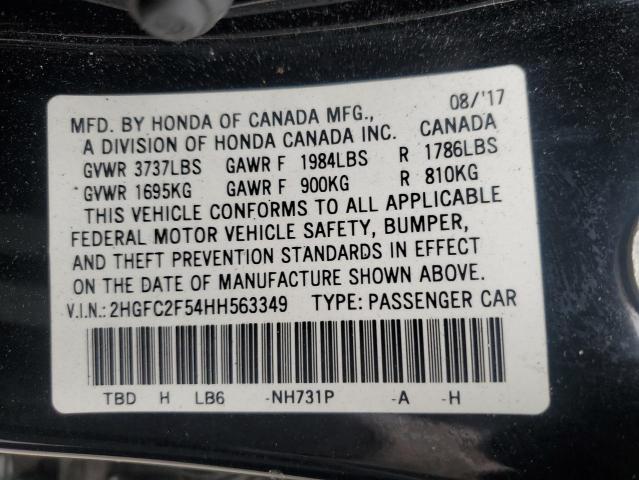 MFD. BY HONDA OF CANADA MFG., 08/'17
A DIVISION OF HONDA CANADA INC. CANADA
GVWR 3737LBS GAWR F 1984LBS R 1786LBS
GVWR 1695KG GAWR F 900KG R 810KG
THIS VEHICLE CONFORMS TO ALL APPLICABLE
FEDERAL MOTOR VEHICLE SAFETY, BUMPER,
AND THEFT PREVENTION STANDARDS IN EFFECT
ON THE DATE OF MANUFACTURE SHOWN ABOVE.
V.I.N.: 2HGFC2F54HH563349 TYPE: PASSENGER CAR
TBD H LB6 -NH731P -A -H